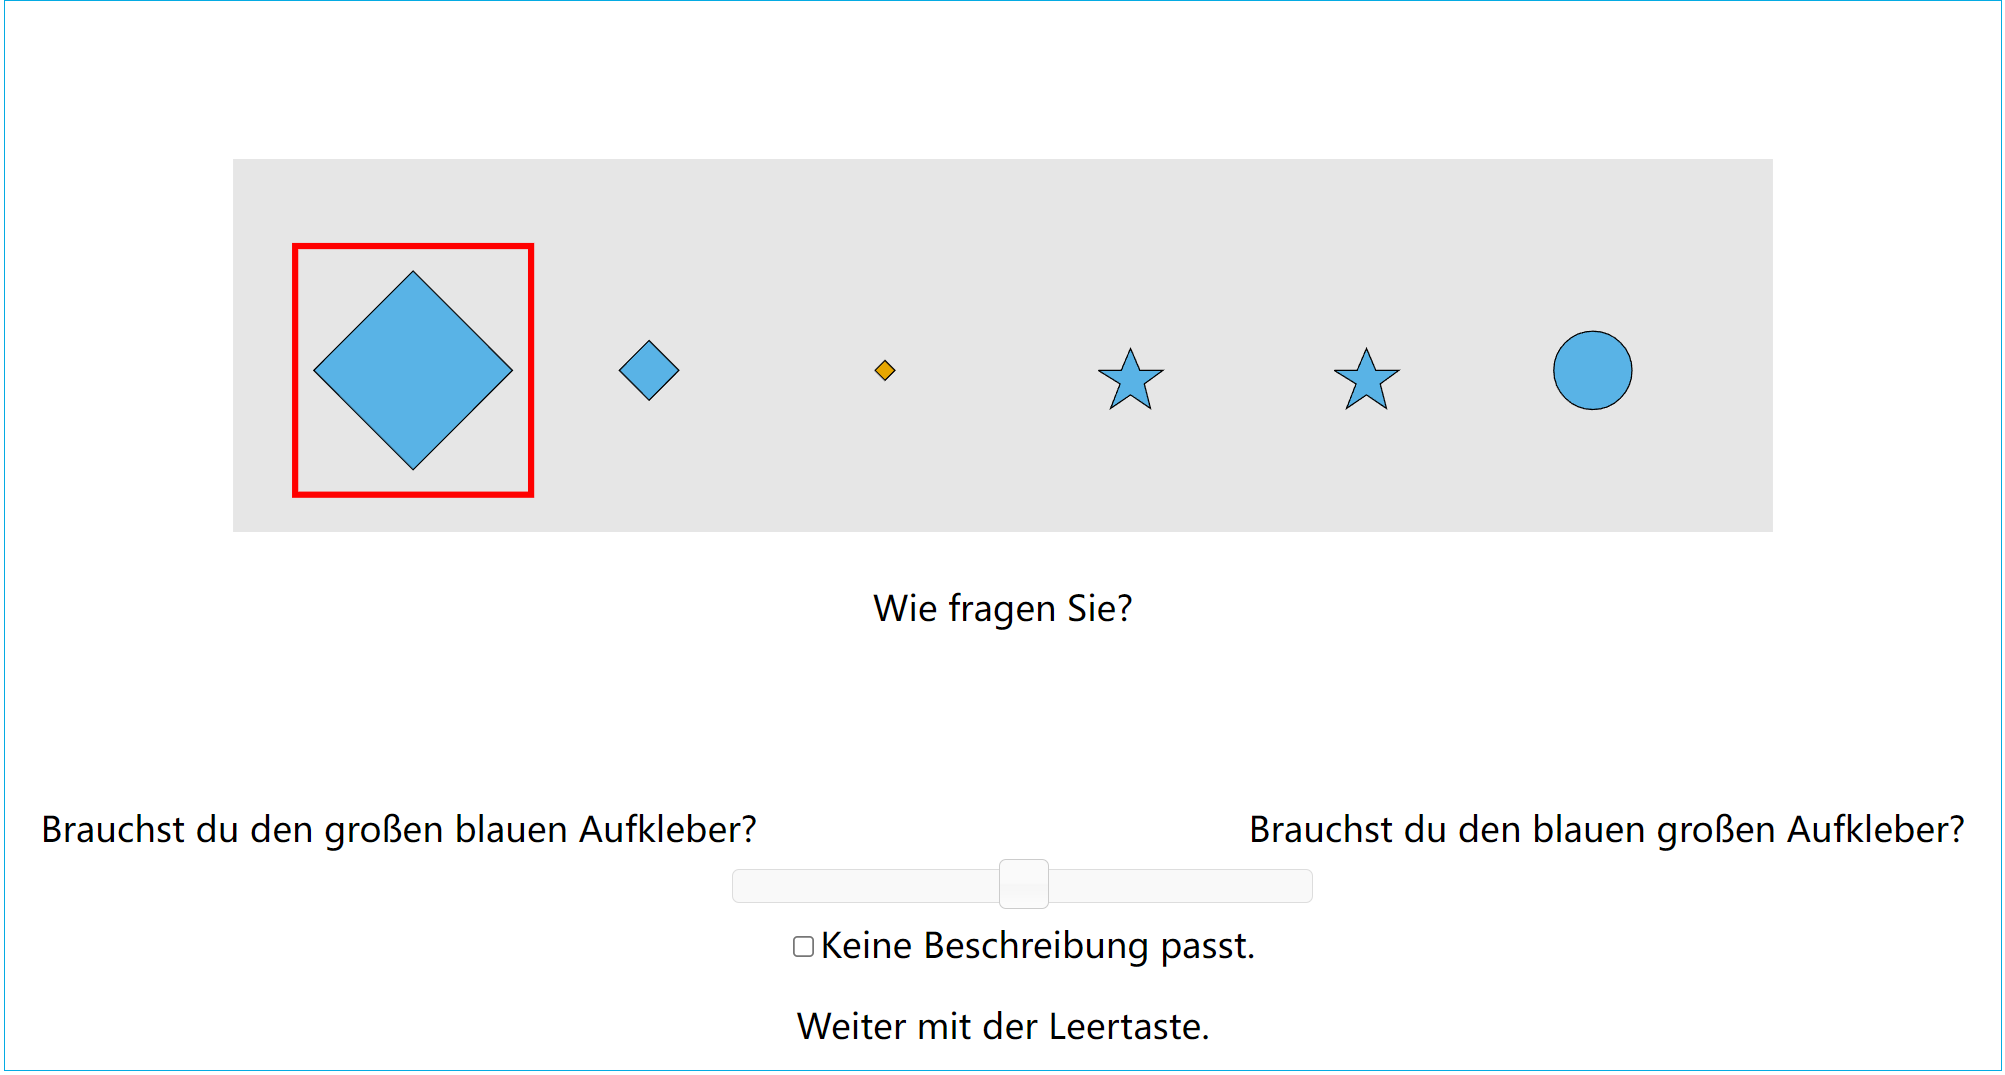 Wie fragen Sie?
Brauchst du den großen blauen Aufkleber?
Brauchst du den blauen großen Aufkleber?
Keine Beschreibung passt.
Weiter mit der Leertaste.